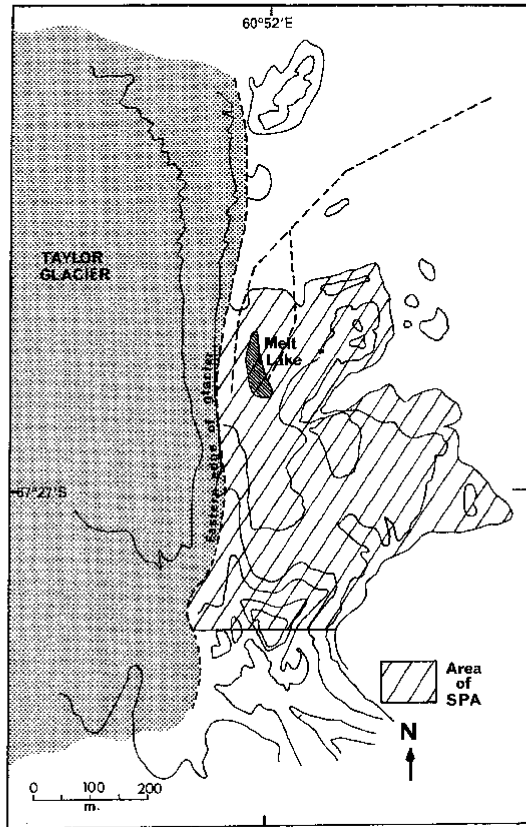 60°52'E
TAYLOR
GLACIER
Melt
Lake
Eastern edge of glacier
67°27'S
Area
of
SPA
N
0 100 200
m.